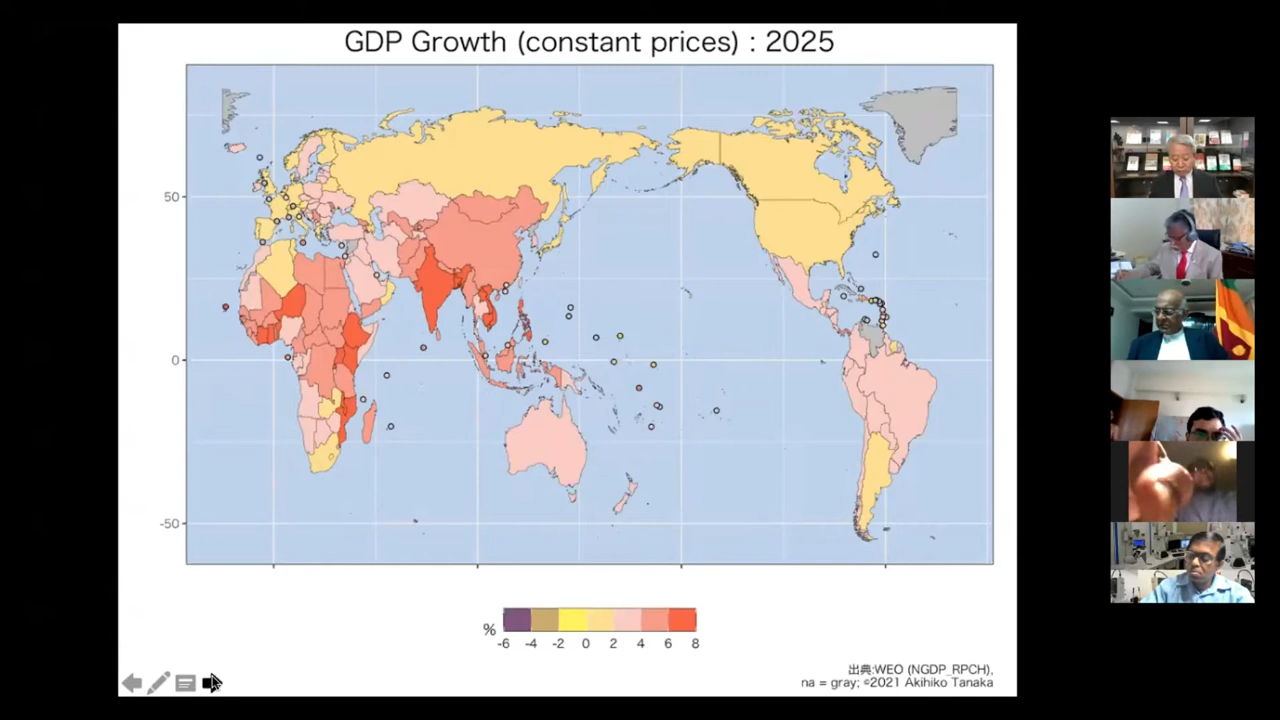 GDP Growth (constant prices) : 2025
50
0
-50
%
-6 -4 -2 0 2 4 6 8
出典:WEO (NGDP_RPCH),
na = gray; ©2021 Akihiko Tanaka